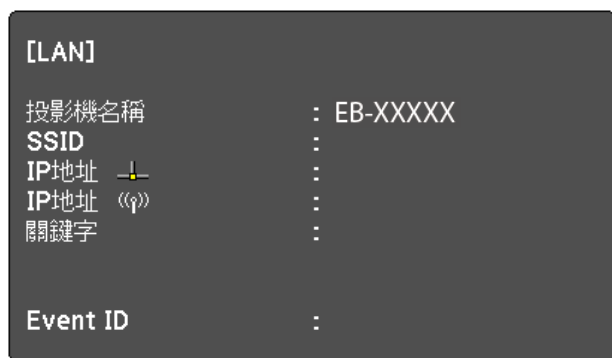 [LAN]
投影機名稱 : EB-XXXXX
SSID :
IP地址 :
IP地址 :
關鍵字 :
Event ID :